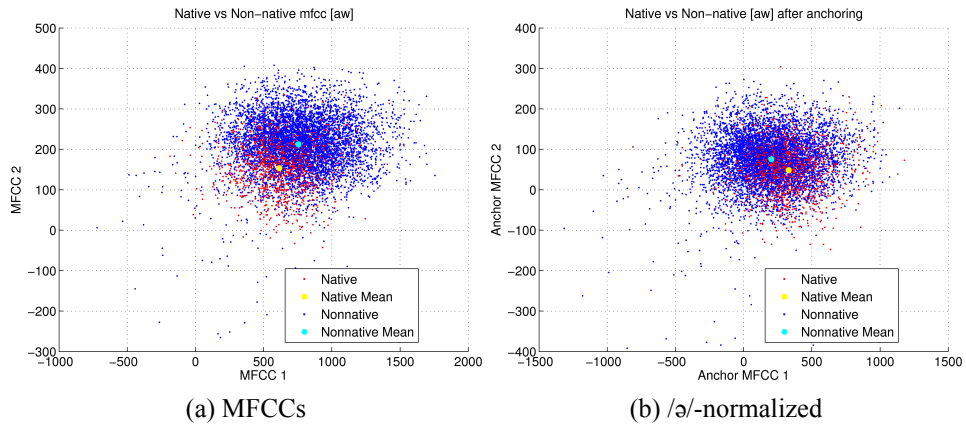 Native vs Non-native mfcc [aw]
500
400
300
200
100
0
−100
−200
−300
−1000
−500
0
500
1000
1500
2000
MFCC 2
MFCC 1
Native
Native Mean
Nonnative
Nonnative Mean
(a) MFCCs
Native vs Non-native [aw] after anchoring
400
300
200
100
0
−100
−200
−300
−400
−1500
−1000
−500
0
500
1000
1500
Anchor MFCC 2
Anchor MFCC 1
Native
Native Mean
Nonnative
Nonnative Mean
(b) /ə/-normalized